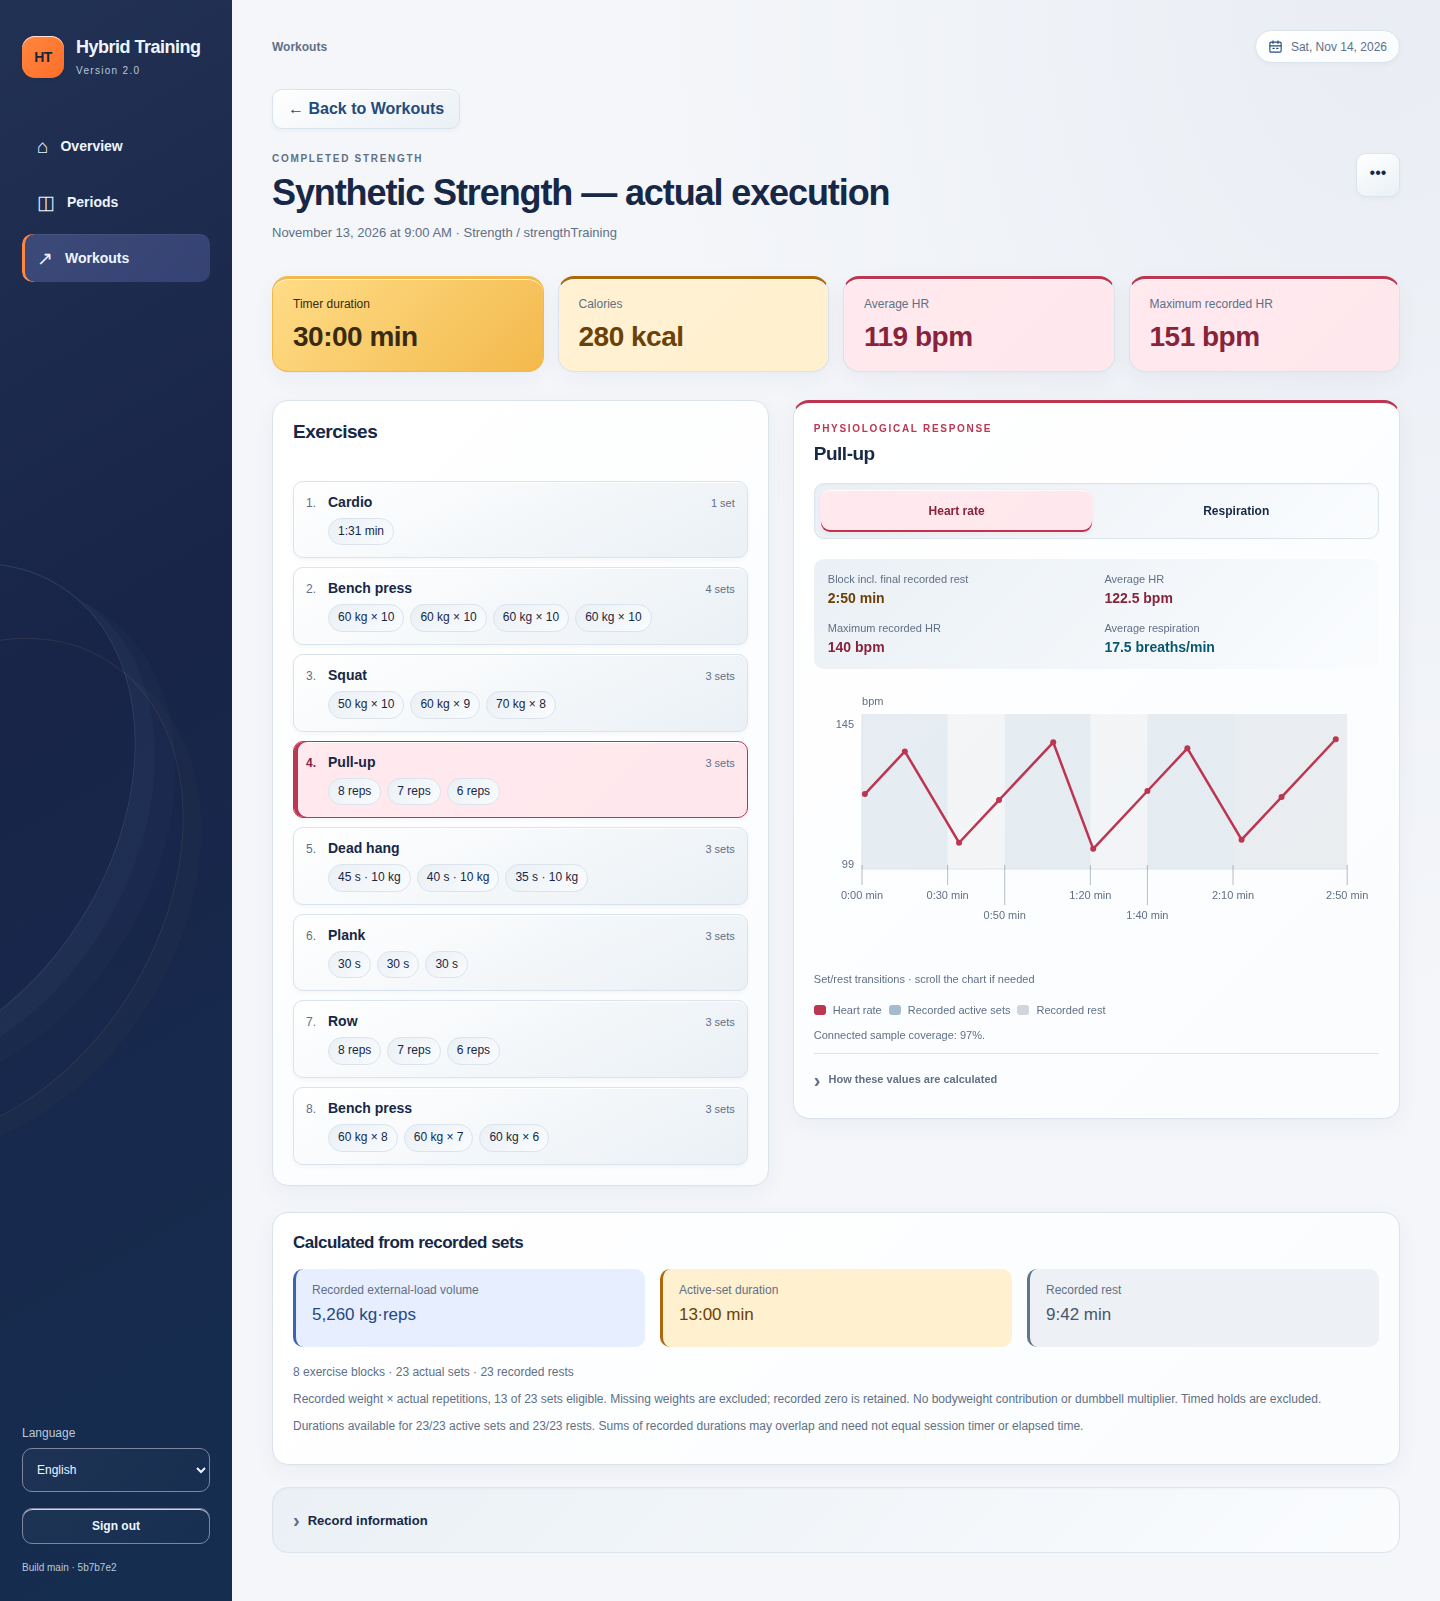 HT
Hybrid Training
Version 2.0
Overview
Periods
Workouts
Language
English
Sign out
Build main · 5b7b7e2
Workouts
Sat, Nov 14, 2026
← Back to Workouts
COMPLETED STRENGTH
Synthetic Strength — actual execution
•••
November 13, 2026 at 9:00 AM · Strength / strengthTraining
Timer duration
30:00 min
Calories
280 kcal
Average HR
119 bpm
Maximum recorded HR
151 bpm
Exercises
1. Cardio 1 set
1:31 min
2. Bench press 4 sets
60 kg × 10 60 kg × 10 60 kg × 10 60 kg × 10
3. Squat 3 sets
50 kg × 10 60 kg × 9 70 kg × 8
4. Pull-up 3 sets
8 reps 7 reps 6 reps
5. Dead hang 3 sets
45 s · 10 kg 40 s · 10 kg 35 s · 10 kg
6. Plank 3 sets
30 s 30 s 30 s
7. Row 3 sets
8 reps 7 reps 6 reps
8. Bench press 3 sets
60 kg × 8 60 kg × 7 60 kg × 6
PHYSIOLOGICAL RESPONSE
Pull-up
Heart rate Respiration
Block incl. final recorded rest
2:50 min
Average HR
122.5 bpm
Maximum recorded HR
140 bpm
Average respiration
17.5 breaths/min
bpm
145
99
0:00 min 0:30 min 1:20 min 2:10 min 2:50 min
0:50 min 1:40 min
Set/rest transitions · scroll the chart if needed
Heart rate Recorded active sets Recorded rest
Connected sample coverage: 97%.
› How these values are calculated
Calculated from recorded sets
Recorded external-load volume
5,260 kg·reps
Active-set duration
13:00 min
Recorded rest
9:42 min
8 exercise blocks · 23 actual sets · 23 recorded rests
Recorded weight × actual repetitions, 13 of 23 sets eligible. Missing weights are excluded; recorded zero is retained. No bodyweight contribution or dumbbell multiplier. Timed holds are excluded.
Durations available for 23/23 active sets and 23/23 rests. Sums of recorded durations may overlap and need not equal session timer or elapsed time.
› Record information